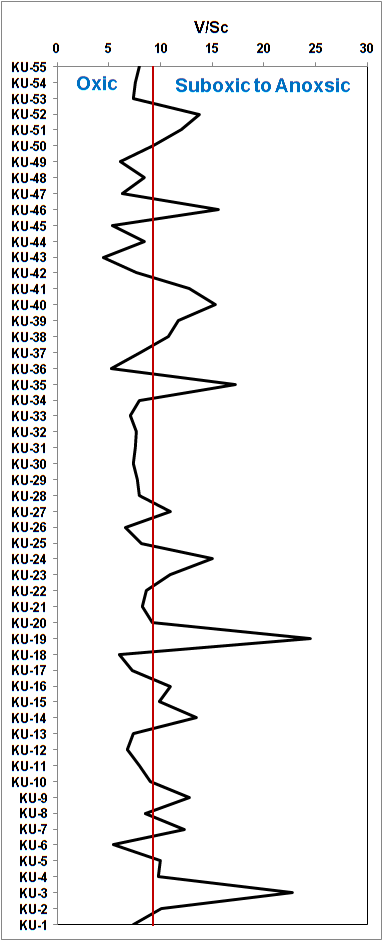 V/Sc
0 5 10 15 20 25 30
Oxic Suboxic to Anoxsic
KU-55
KU-54
KU-53
KU-52
KU-51
KU-50
KU-49
KU-48
KU-47
KU-46
KU-45
KU-44
KU-43
KU-42
KU-41
KU-40
KU-39
KU-38
KU-37
KU-36
KU-35
KU-34
KU-33
KU-32
KU-31
KU-30
KU-29
KU-28
KU-27
KU-26
KU-25
KU-24
KU-23
KU-22
KU-21
KU-20
KU-19
KU-18
KU-17
KU-16
KU-15
KU-14
KU-13
KU-12
KU-11
KU-10
KU-9
KU-8
KU-7
KU-6
KU-5
KU-4
KU-3
KU-2
KU-1